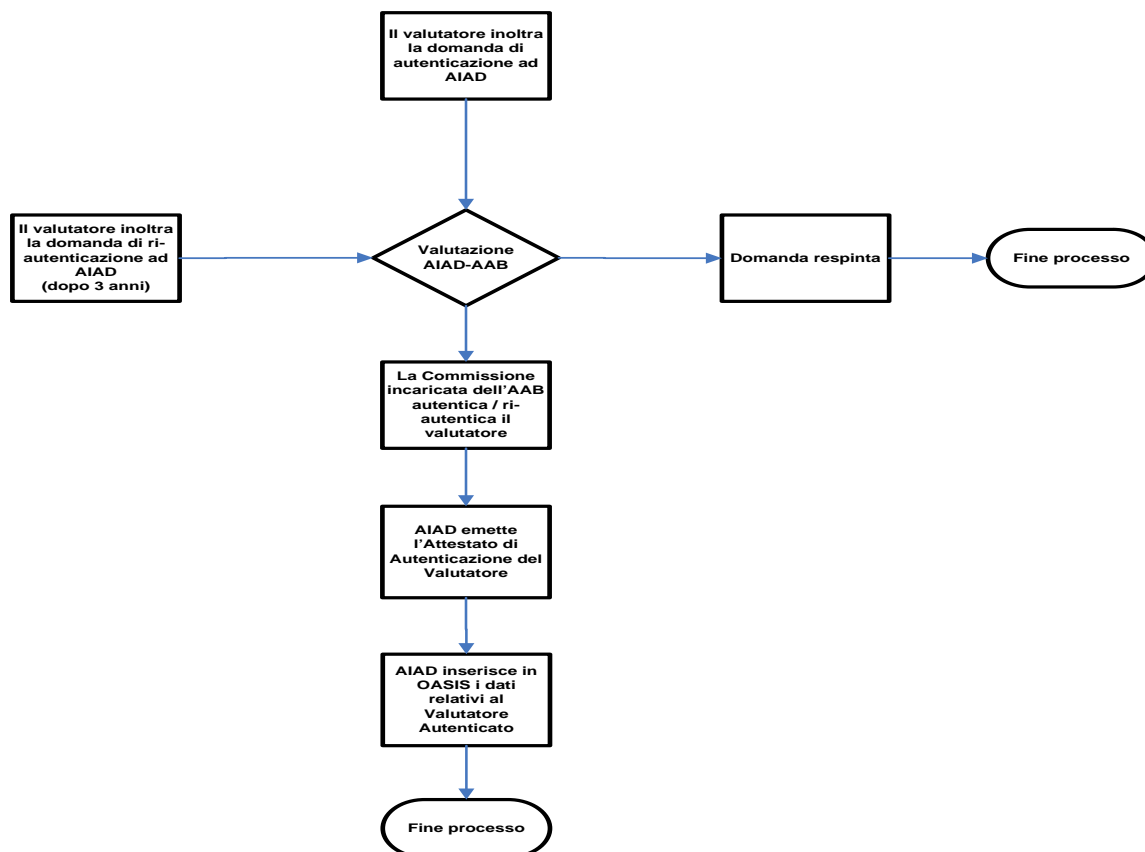 Il valutatore inoltra
la domanda di
autenticazione ad
AIAD
Il valutatore inoltra
la domanda di ri-
autenticazione ad
AIAD
(dopo 3 anni)
Valutazione
AIAD-AAB
Domanda respinta
Fine processo
La Commissione
incaricata dell'AAB
autentica / ri-
autentica il
valutatore
AIAD emette
l'Attestato di
Autenticazione del
Valutatore
AIAD inserisce in
OASIS i dati
relativi al
Valutatore
Autenticato
Fine processo